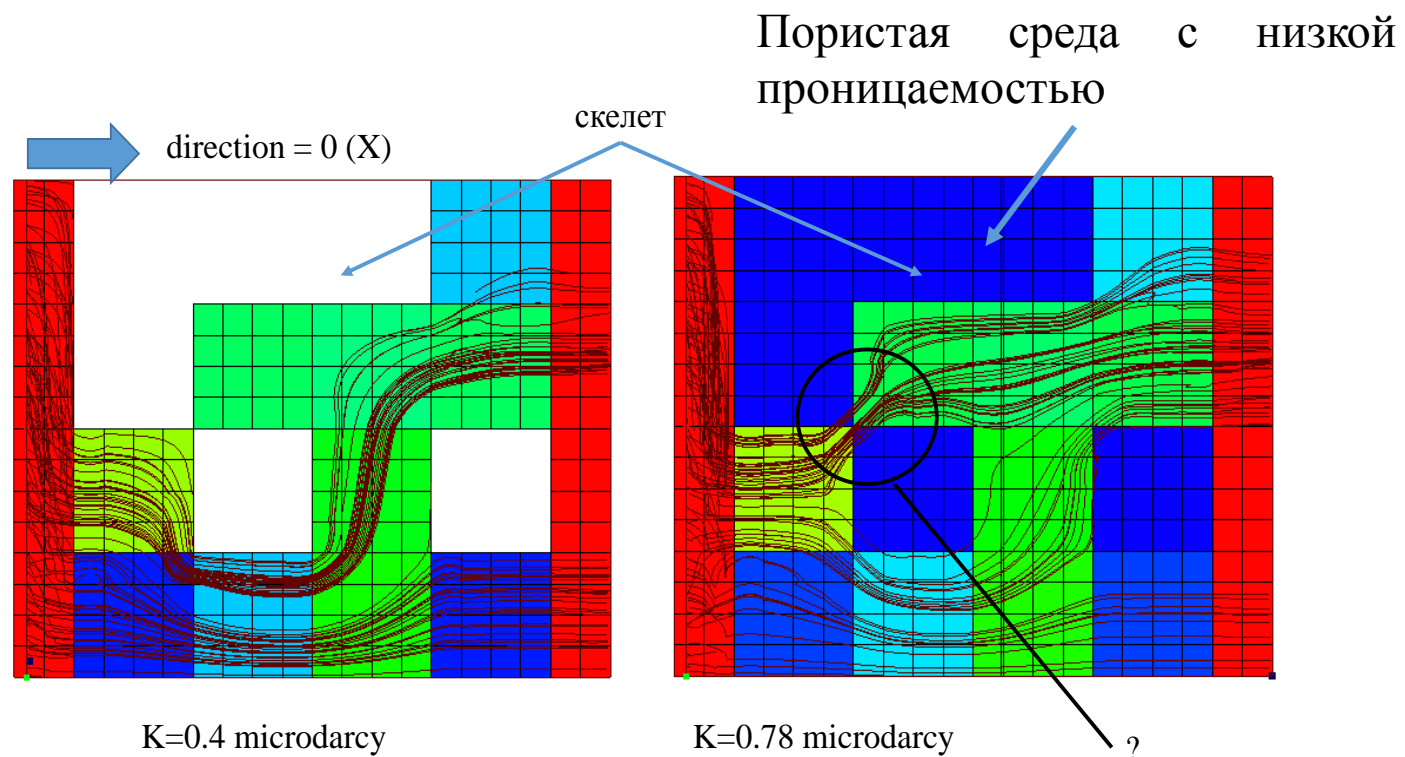 Пористая среда с низкой
проницаемостью
скелет
direction = 0 (X)
K=0.4 microdarcy
K=0.78 microdarcy
?